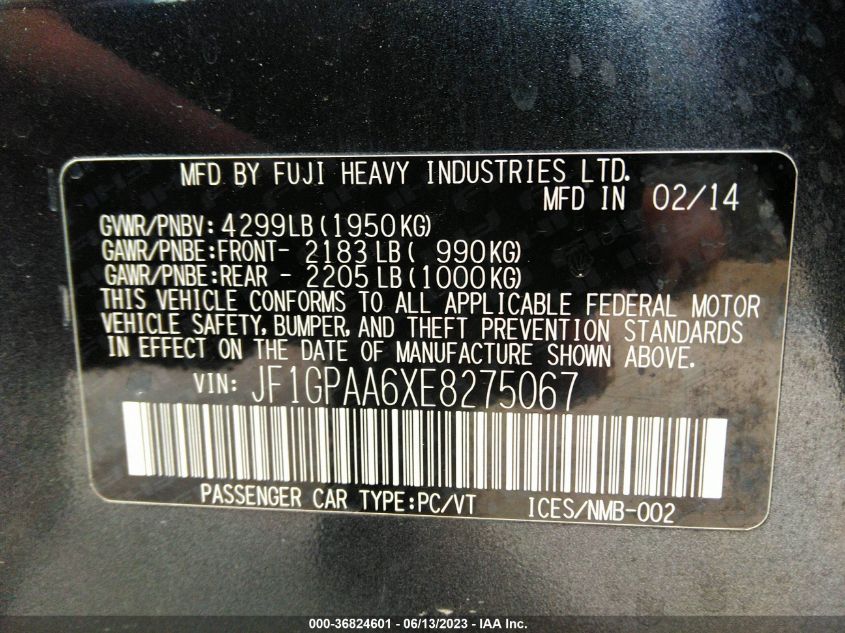 MFD BY FUJI HEAVY INDUSTRIES LTD.
MFD IN 02/14
GVWR/PNBV: 4299LB(1950KG)
GAWR/PNBE:FRONT- 2183LB( 990KG)
GAWR/PNBE:REAR - 2205LB(1000KG)
THIS VEHICLE CONFORMS TO ALL APPLICABLE FEDERAL MOTOR
VEHICLE SAFETY, BUMPER, AND THEFT PREVENTION STANDARDS
IN EFFECT ON THE DATE OF MANUFACTURE SHOWN ABOVE.
VIN: JF1GPAA6XE8275067
PASSENGER CAR TYPE:PC/VT ICES/NMB-002
000-36824601 - 06/13/2023 - IAA Inc.